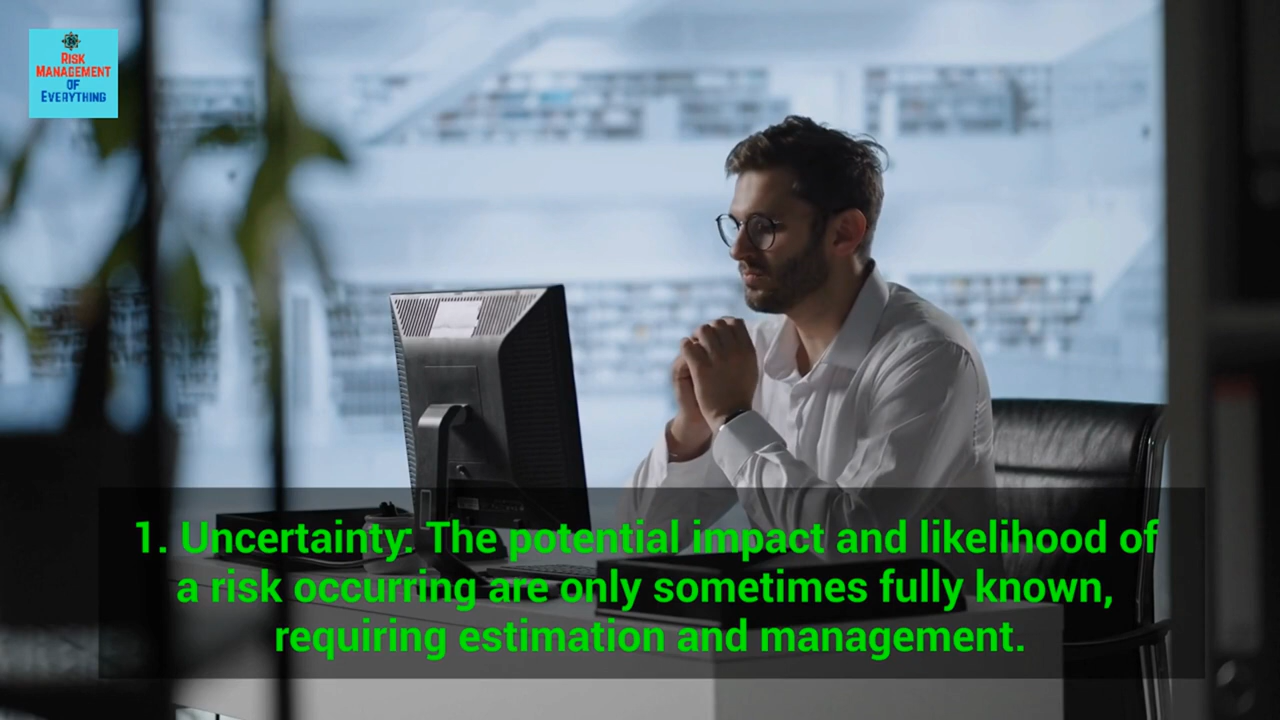 RISK
MANAGEMENT
OF
EVERYTHING
1. Uncertainty: The potential impact and likelihood of
a risk occurring are only sometimes fully known,
requiring estimation and management.